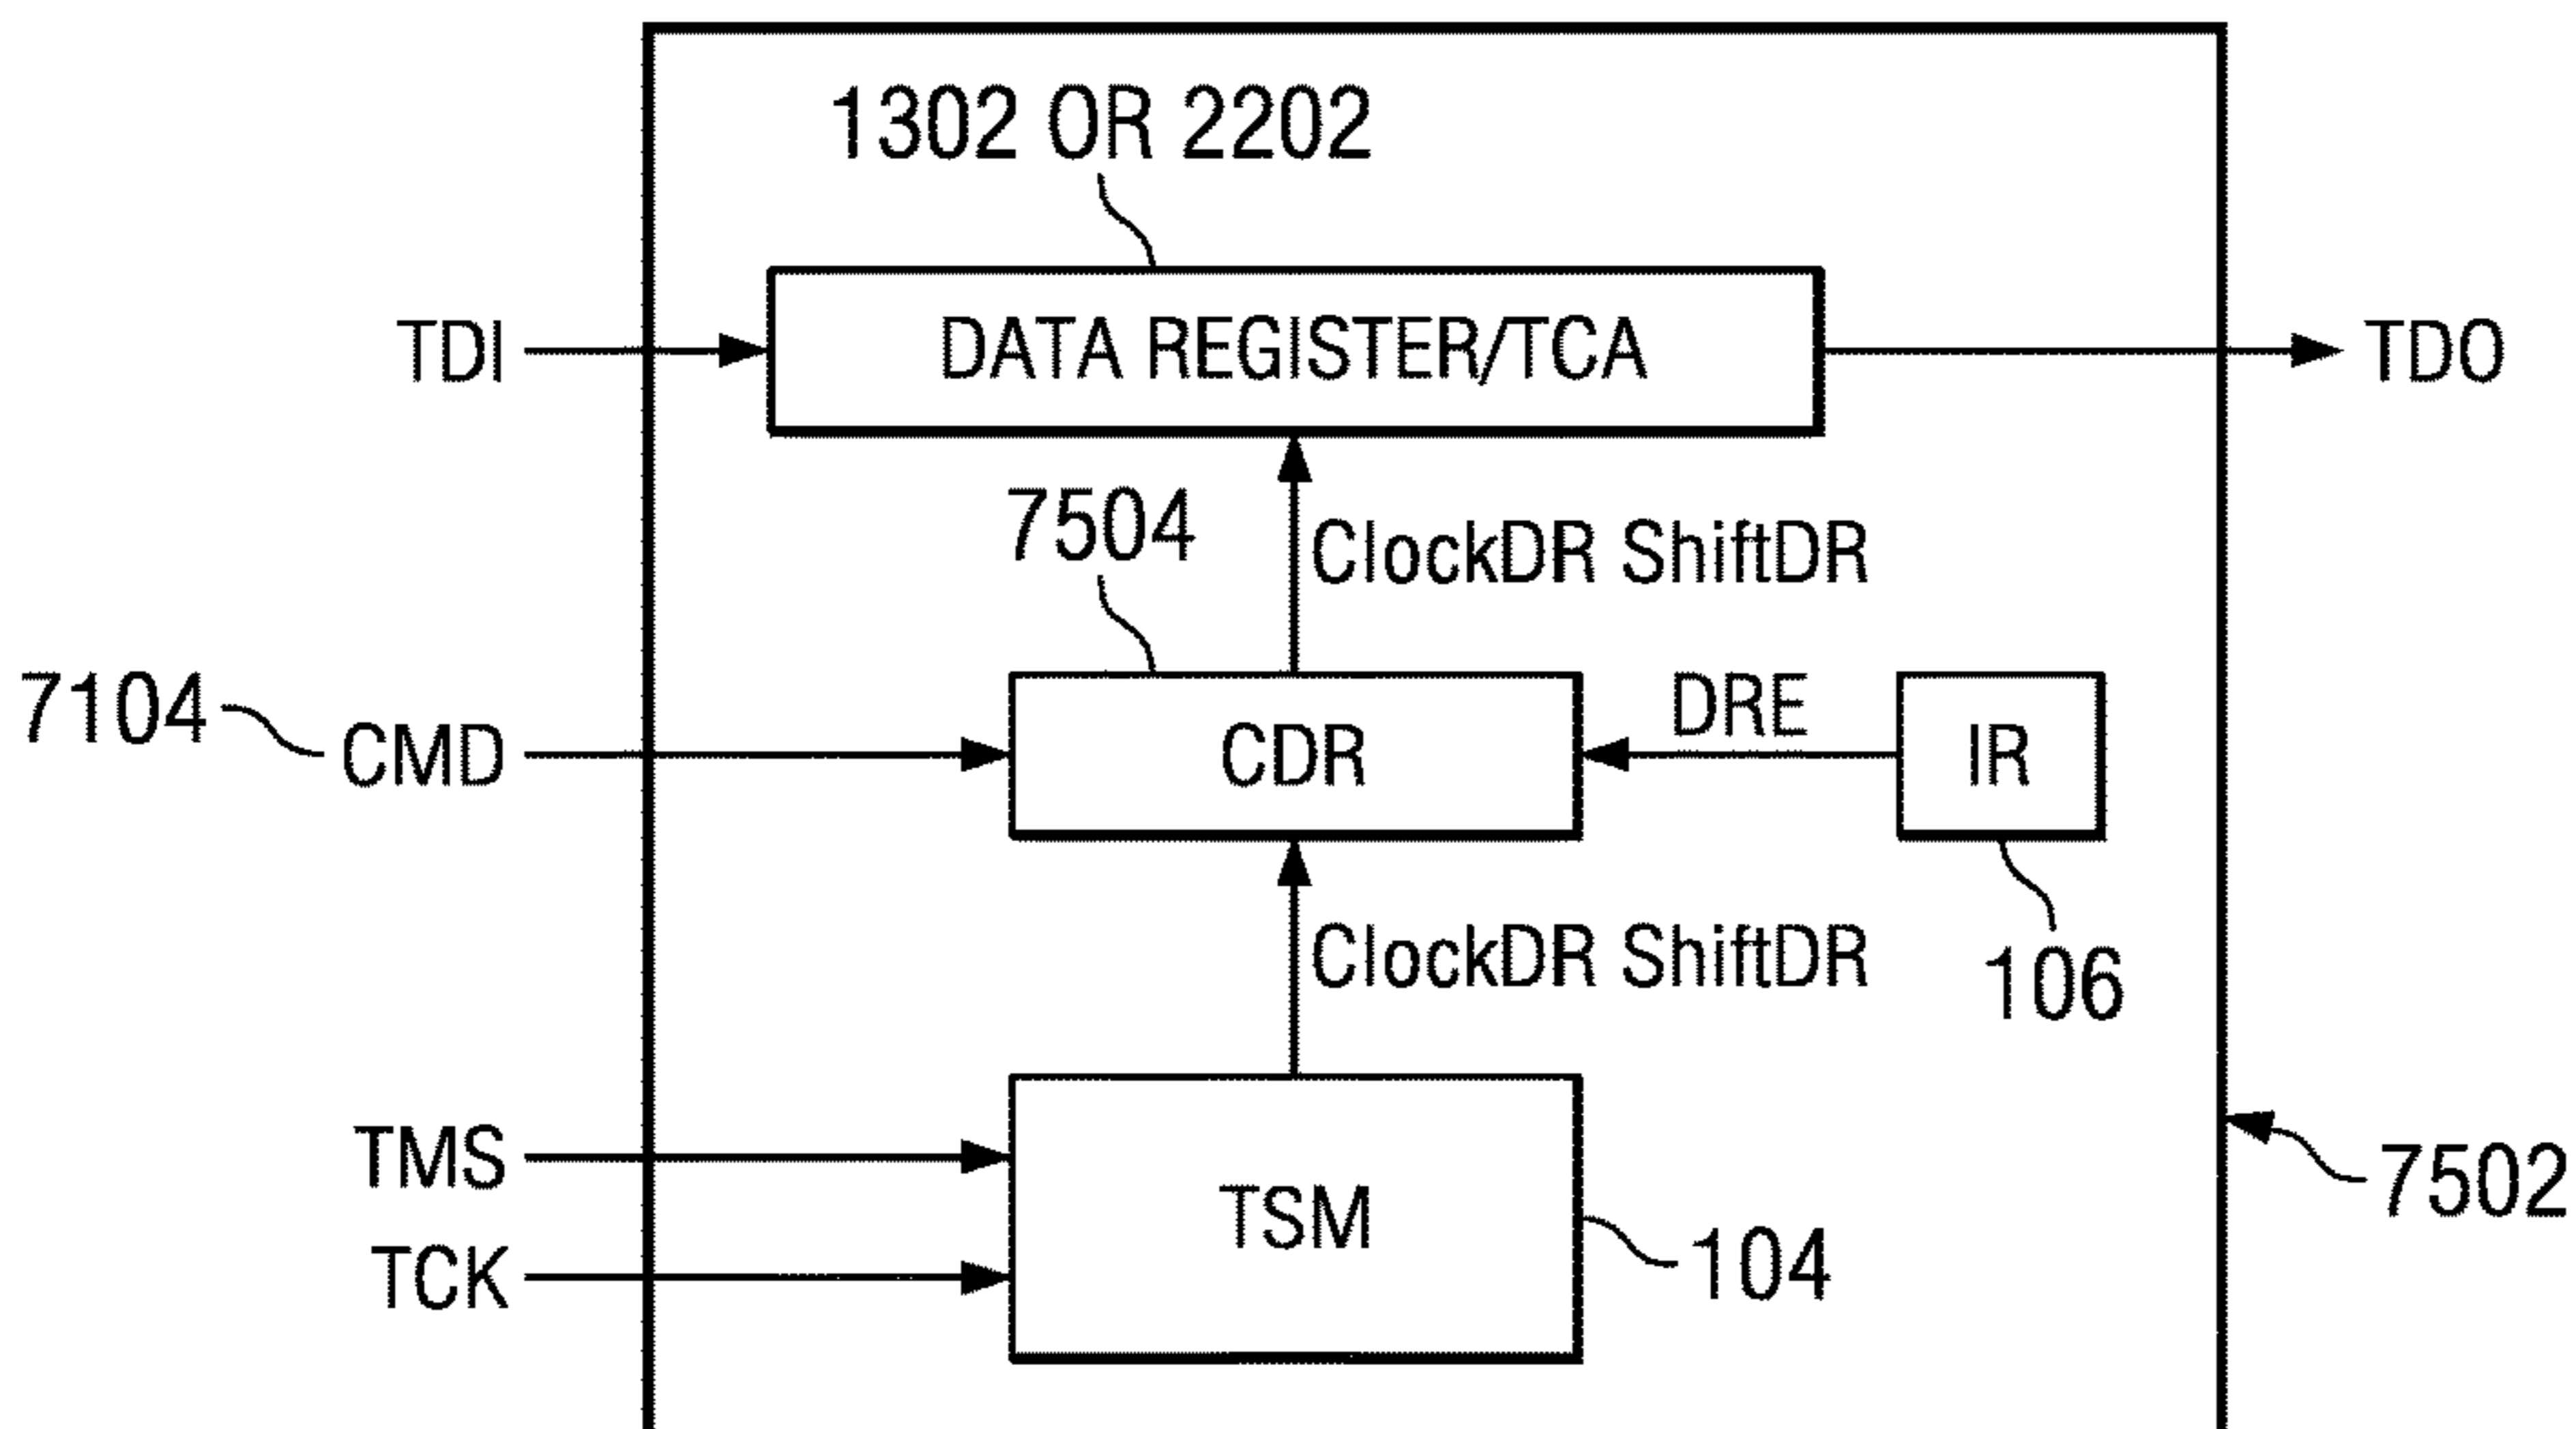 1302 OR 2202
TDI
DATA REGISTER/TCA
TDO
7504
ClockDR ShiftDR
7104
CMD
CDR
DRE
IR
ClockDR ShiftDR
106
TMS
TSM
7502
TCK
104